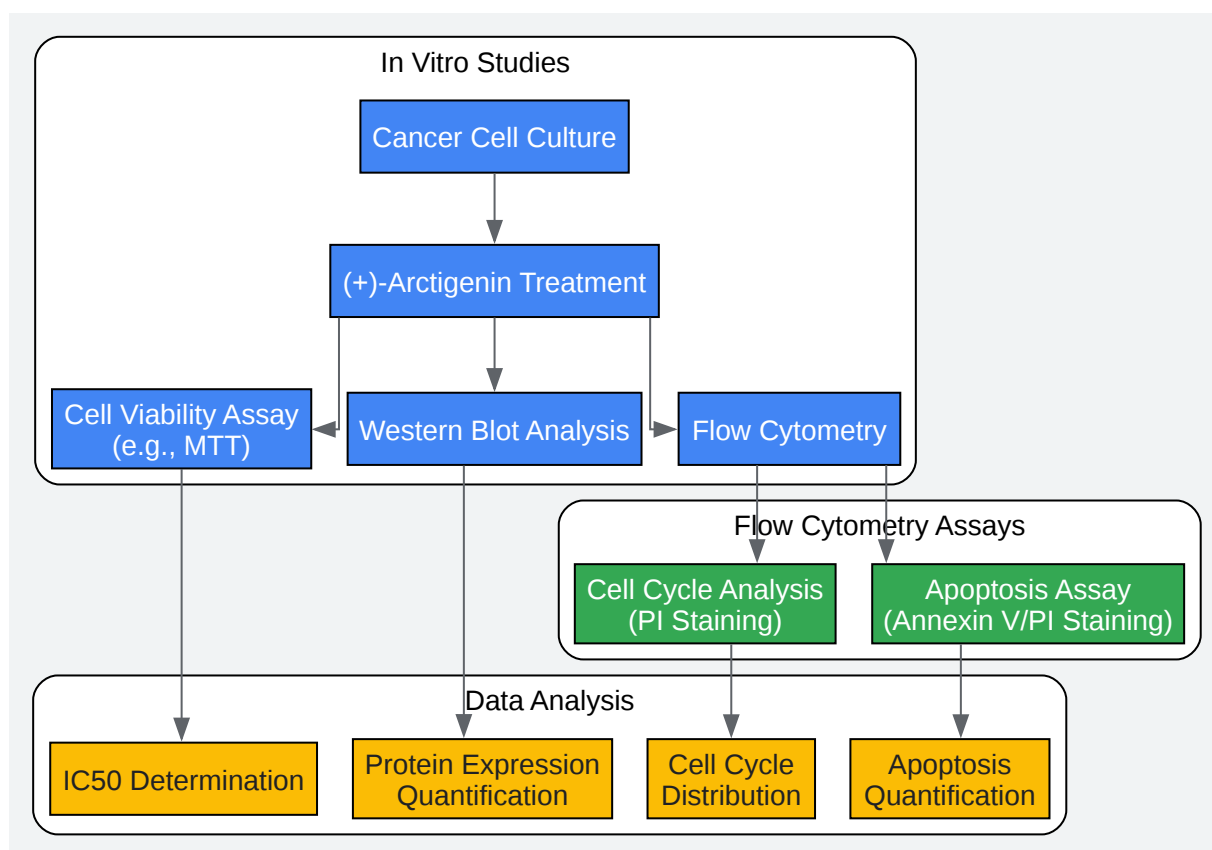 In Vitro Studies
Cancer Cell Culture
(+)-Arctigenin Treatment
Cell Viability Assay
(e.g., MTT)
Western Blot Analysis
Flow Cytometry
Flow Cytometry Assays
Cell Cycle Analysis
(PI Staining)
Apoptosis Assay
(Annexin V/PI Staining)
Data Analysis
IC50 Determination
Protein Expression
Quantification
Cell Cycle
Distribution
Apoptosis
Quantification